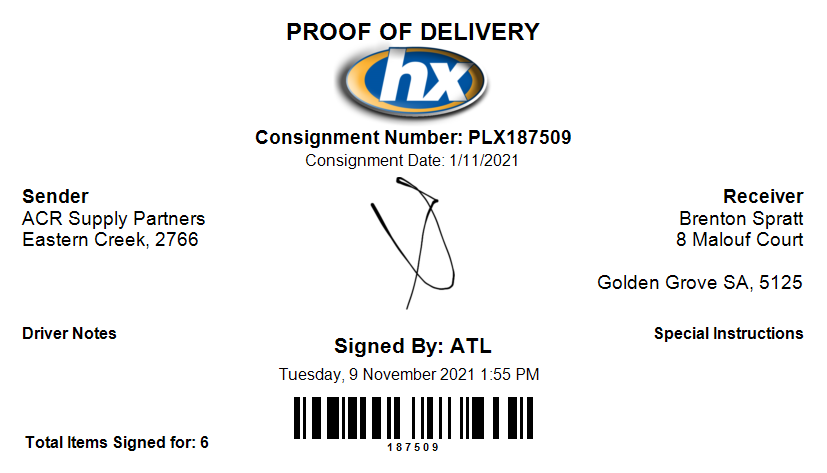 PROOF OF DELIVERY
hx
Consignment Number: PLX187509
Consignment Date: 1/11/2021
Sender
ACR Supply Partners
Eastern Creek, 2766
Receiver
Brenton Spratt
8 Malouf Court
Golden Grove SA, 5125
Driver Notes
Special Instructions
Signed By: ATL
Tuesday, 9 November 2021 1:55 PM
187509
Total Items Signed for: 6